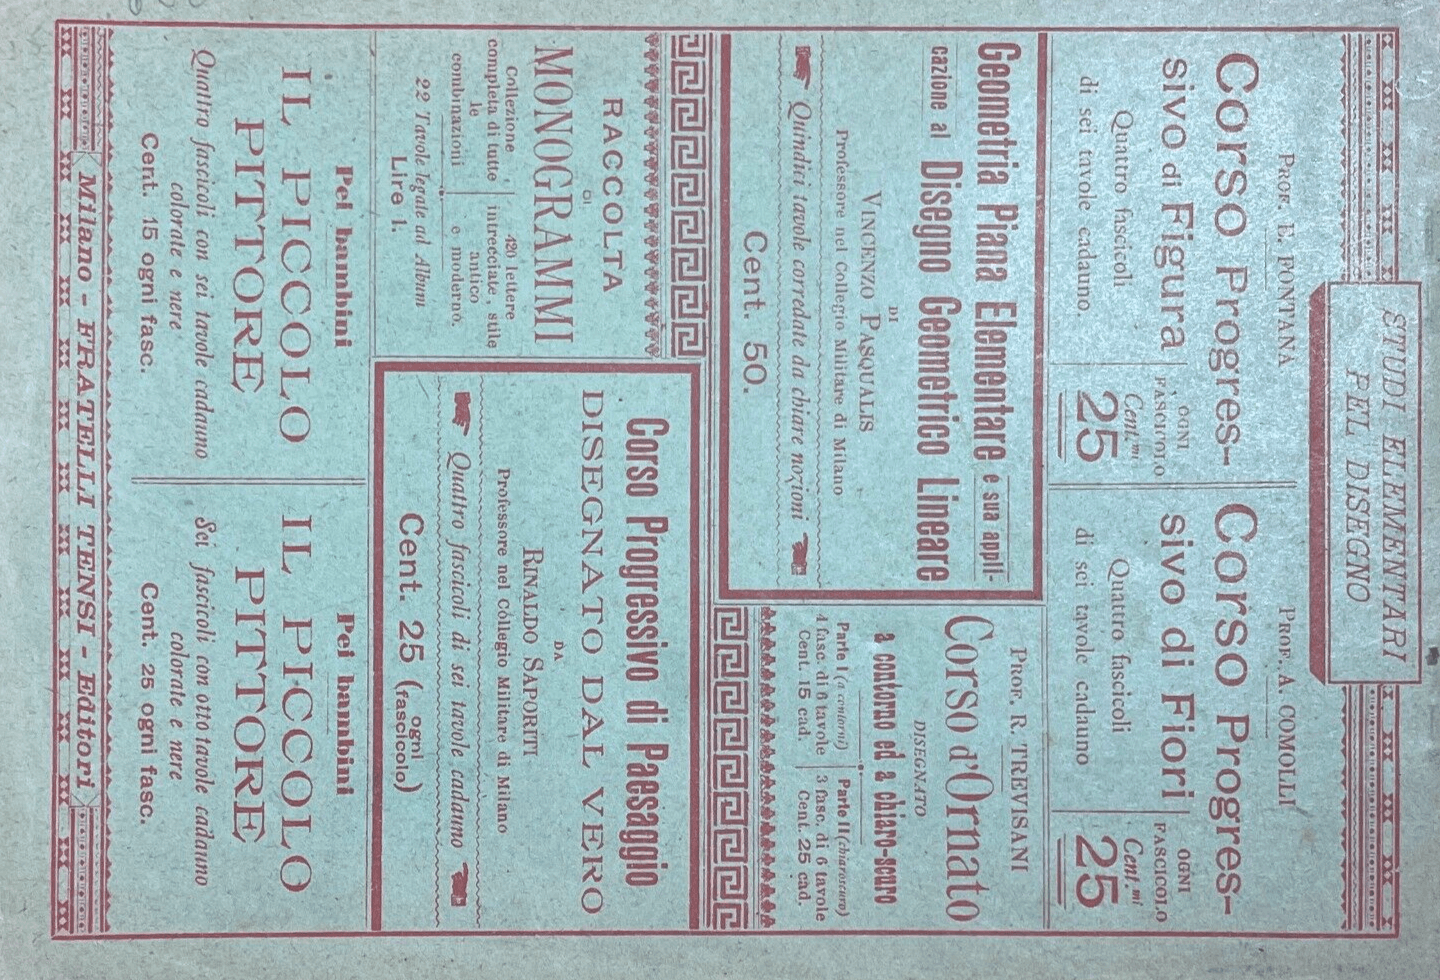 STUDI ELEMENTARI
PEL DISEGNO
PROF. E. FONTANA
Corso Progres-
sivo di Figura
Quattro fascicoli
di sei tavole cadauno
OGNI
FASCICOLO
Cent.mi
25
PROF. A. COMOLLI
Corso Progres-
sivo di Fiori
Quattro fascicoli
di sei tavole cadauno
OGNI
FASCICOLO
Cent.mi
25
Geometria Piana Elementare e sua appli-
cazione al Disegno Geometrico Lineare
DI
VINCENZO PASQUALIS
Professore nel Collegio Militare di Milano
Quindici tavole corredate da chiare nozioni
Cent. 50.
PROF. R. TREVISANI
Corso d'Ornato
DISEGNATO
a contorno ed a chiaro-scuro
Parte I (a contorni)
4 fasc. di 6 tavole
Cent. 15 cad.
Parte II (chiaroscuro)
3 fasc. di 6 tavole
Cent. 25 cad.
RACCOLTA
DI
MONOGRAMMI
Collezione
completa di tutte
le
combinazioni
420 lettere
intrecciate, stile
antico
e moderno.
22 Tavole legate ad Album
Lire 1.
Corso Progressivo di Paesaggio
DISEGNATO DAL VERO
DA
RINALDO SAPORITI
Professore nel Collegio Militare di Milano
Quattro fascicoli di sei tavole cadauno
Cent. 25 (ogni fascicolo)
Pei bambini
IL PICCOLO
PITTORE
Quattro fascicoli con sei tavole cadauno
colorate e nere
Cent. 15 ogni fasc.
Pei bambini
IL PICCOLO
PITTORE
Sei fascicoli con otto tavole cadauno
colorate e nere
Cent. 25 ogni fasc.
Milano - FRATELLI TENSI - Editori